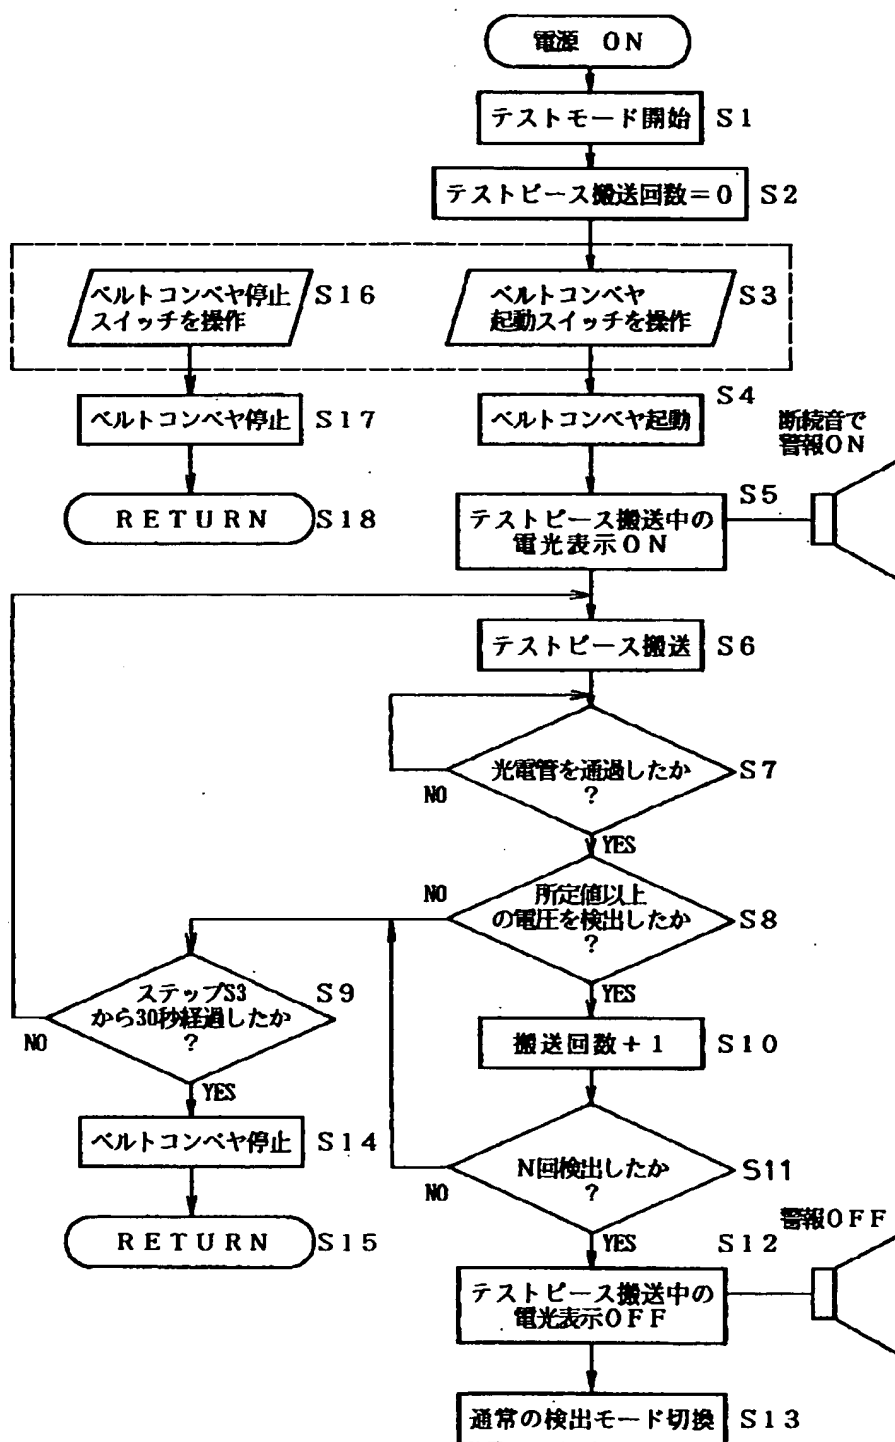 電源 ON
テストモード開始 S1
テストピース搬送回数=0 S2
ベルトコンベヤ停止
スイッチを操作
S16
ベルトコンベヤ
起動スイッチを操作
S3
ベルトコンベヤ停止 S17
ベルトコンベヤ起動
S4
断続音で
警報ON
RETURN S18
テストピース搬送中の
電光表示ON
S5
テストピース搬送 S6
光電管を通過したか
?
S7
NO
YES
所定値以上
の電圧を検出したか
?
S8
NO
YES
ステップS3
から30秒経過したか
?
S9
NO
YES
搬送回数+1 S10
ベルトコンベヤ停止 S14
N回検出したか
?
S11
NO
YES
RETURN S15
S12
警報OFF
テストピース搬送中の
電光表示OFF
通常の検出モード切換 S13